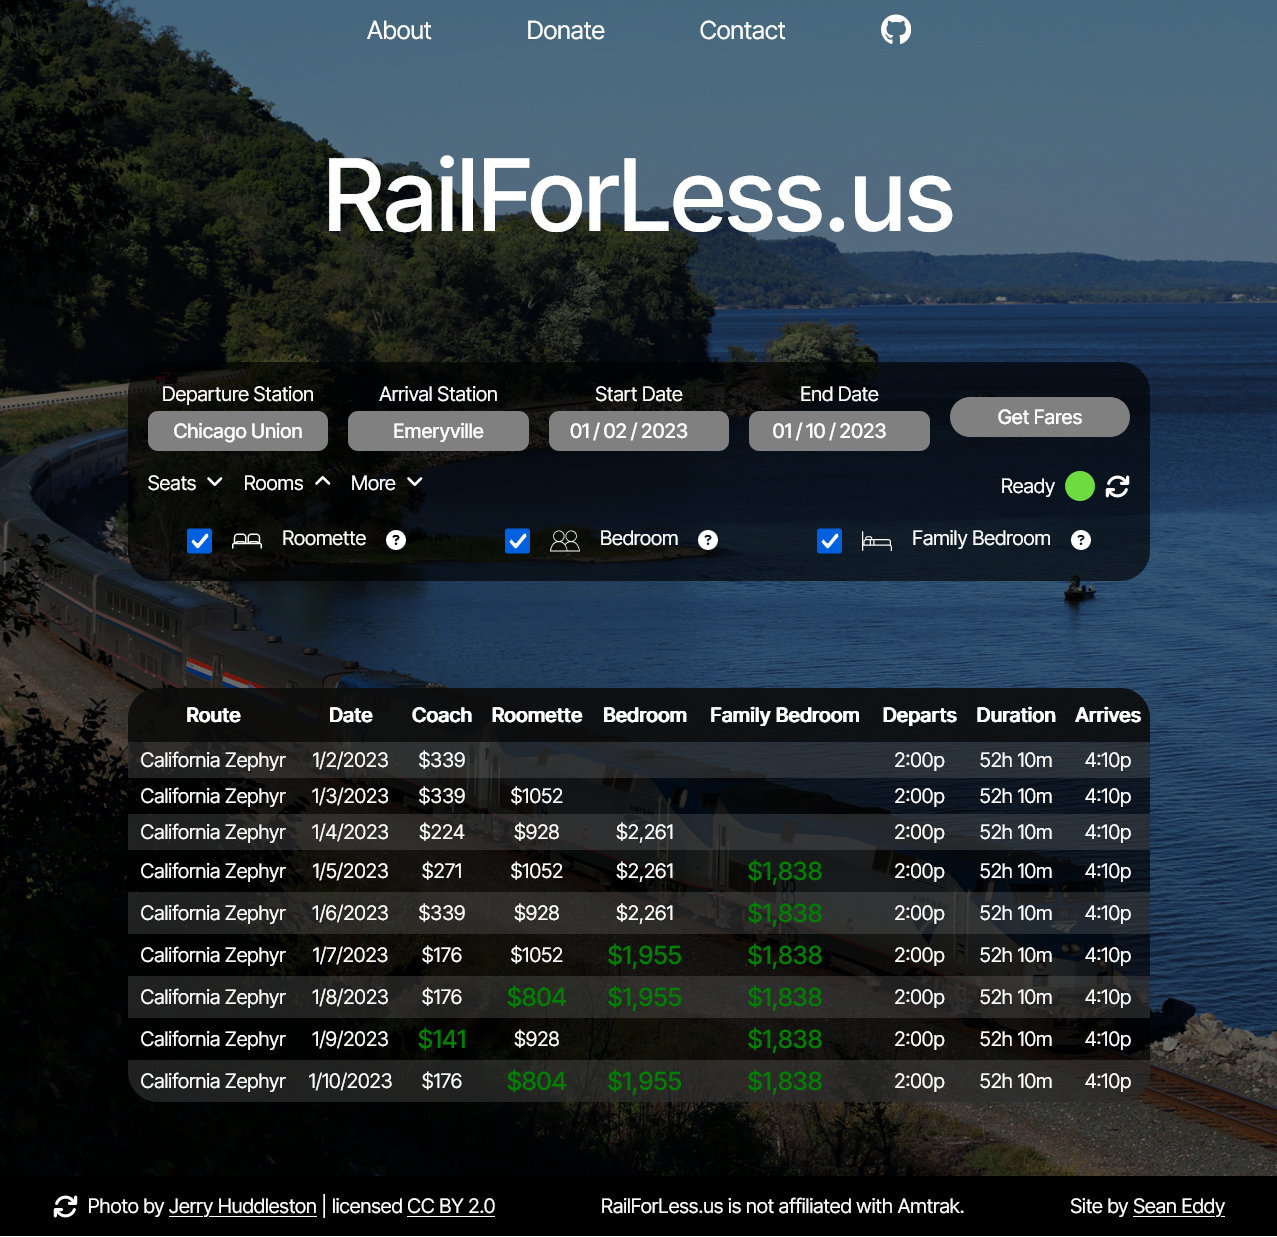 About Donate Contact
RailForLess.us
Departure Station Arrival Station Start Date End Date
Chicago Union Emeryville 01 / 02 / 2023 01 / 10 / 2023 Get Fares
Seats Rooms More Ready
Roomette ? Bedroom ? Family Bedroom ?
Route Date Coach Roomette Bedroom Family Bedroom Departs Duration Arrives
California Zephyr 1/2/2023 $339 2:00p 52h 10m 4:10p
California Zephyr 1/3/2023 $339 $1052 2:00p 52h 10m 4:10p
California Zephyr 1/4/2023 $224 $928 $2,261 2:00p 52h 10m 4:10p
California Zephyr 1/5/2023 $271 $1052 $2,261 $1,838 2:00p 52h 10m 4:10p
California Zephyr 1/6/2023 $339 $928 $2,261 $1,838 2:00p 52h 10m 4:10p
California Zephyr 1/7/2023 $176 $1052 $1,955 $1,838 2:00p 52h 10m 4:10p
California Zephyr 1/8/2023 $176 $804 $1,955 $1,838 2:00p 52h 10m 4:10p
California Zephyr 1/9/2023 $141 $928 $1,838 2:00p 52h 10m 4:10p
California Zephyr 1/10/2023 $176 $804 $1,955 $1,838 2:00p 52h 10m 4:10p
Photo by Jerry Huddleston | licensed CC BY 2.0 RailForLess.us is not affiliated with Amtrak. Site by Sean Eddy